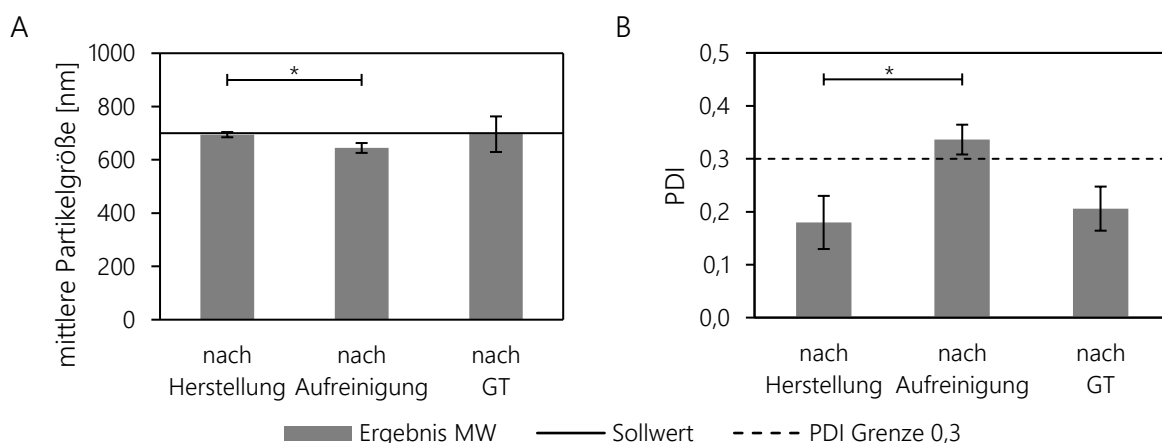 A
mittlere Partikelgröße [nm]
1000
800
600
400
200
0
*
nach Herstellung
nach Aufreinigung
nach GT
B
PDI
0,5
0,4
0,3
0,2
0,1
0,0
*
nach Herstellung
nach Aufreinigung
nach GT
Ergebnis MW
Sollwert
PDI Grenze 0,3